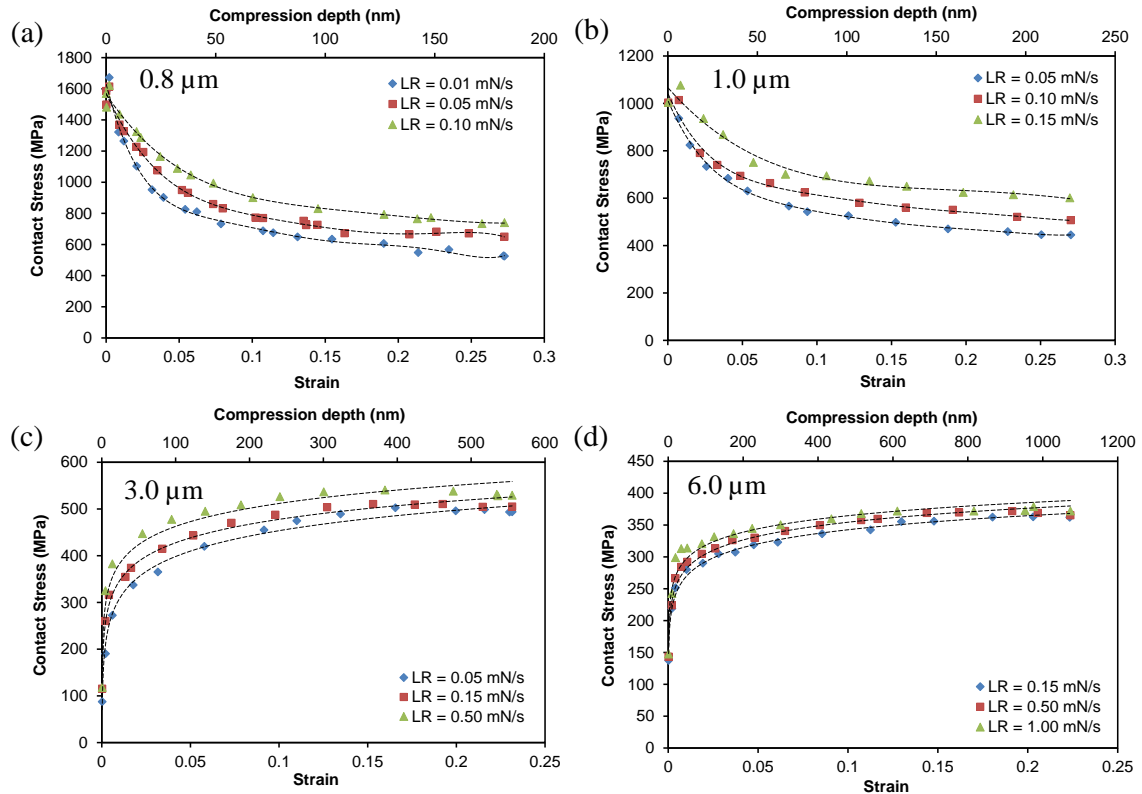 (a)
Compression depth (nm)
0 50 100 150 200
1800
1600
1400
1200
1000
800
600
400
200
0
Contact Stress (MPa)
0.8 µm
LR = 0.01 mN/s
LR = 0.05 mN/s
LR = 0.10 mN/s
0 0.05 0.1 0.15 0.2 0.25 0.3
Strain
(b)
Compression depth (nm)
0 50 100 150 200 250
1200
1000
800
600
400
200
0
Contact Stress (MPa)
1.0 µm
LR = 0.05 mN/s
LR = 0.10 mN/s
LR = 0.15 mN/s
0 0.05 0.1 0.15 0.2 0.25 0.3
Strain
(c)
Compression depth (nm)
0 100 200 300 400 500 600
600
500
400
300
200
100
0
Contact Stress (MPa)
3.0 µm
LR = 0.05 mN/s
LR = 0.15 mN/s
LR = 0.50 mN/s
0 0.05 0.1 0.15 0.2 0.25
Strain
(d)
Compression depth (nm)
0 200 400 600 800 1000 1200
450
400
350
300
250
200
150
100
50
0
Contact Stress (MPa)
6.0 µm
LR = 0.15 mN/s
LR = 0.50 mN/s
LR = 1.00 mN/s
0 0.05 0.1 0.15 0.2 0.25
Strain